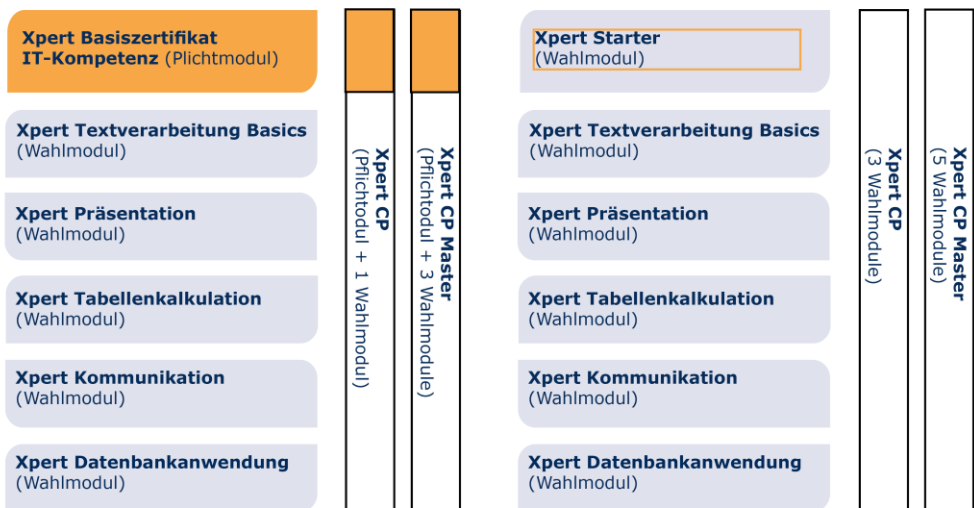 Xpert Basiszertifikat
IT-Kompetenz (Plichtmodul)
Xpert Textverarbeitung Basics
(Wahlmodul)
Xpert Präsentation
(Wahlmodul)
Xpert Tabellenkalkulation
(Wahlmodul)
Xpert Kommunikation
(Wahlmodul)
Xpert Datenbankanwendung
(Wahlmodul)
Xpert CP
(Pflichtodul + 1 Wahlmodul)
Xpert CP Master
(Pflichtodul + 3 Wahlmodule)
Xpert Starter
(Wahlmodul)
Xpert Textverarbeitung Basics
(Wahlmodul)
Xpert Präsentation
(Wahlmodul)
Xpert Tabellenkalkulation
(Wahlmodul)
Xpert Kommunikation
(Wahlmodul)
Xpert Datenbankanwendung
(Wahlmodul)
Xpert CP
(3 Wahlmodule)
Xpert CP Master
(5 Wahlmodule)